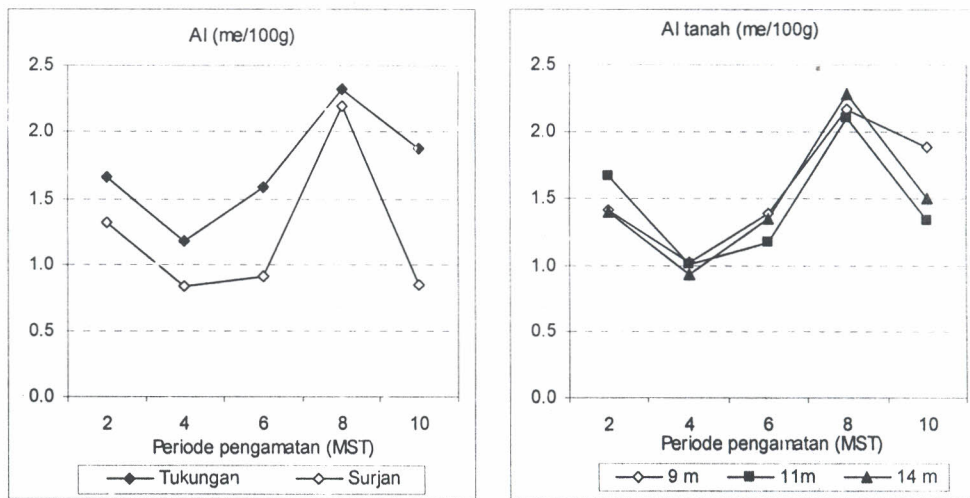 Al (me/100g)
2.5
2.0
1.5
1.0
0.5
0.0
2 4 6 8 10
Periode pengamatan (MST)
Tukungan Surjan
Al tanah (me/100g)
2.5
2.0
1.5
1.0
0.5
0.0
2 4 6 8 10
Periode pengamatan (MST)
9 m 11m 14 m